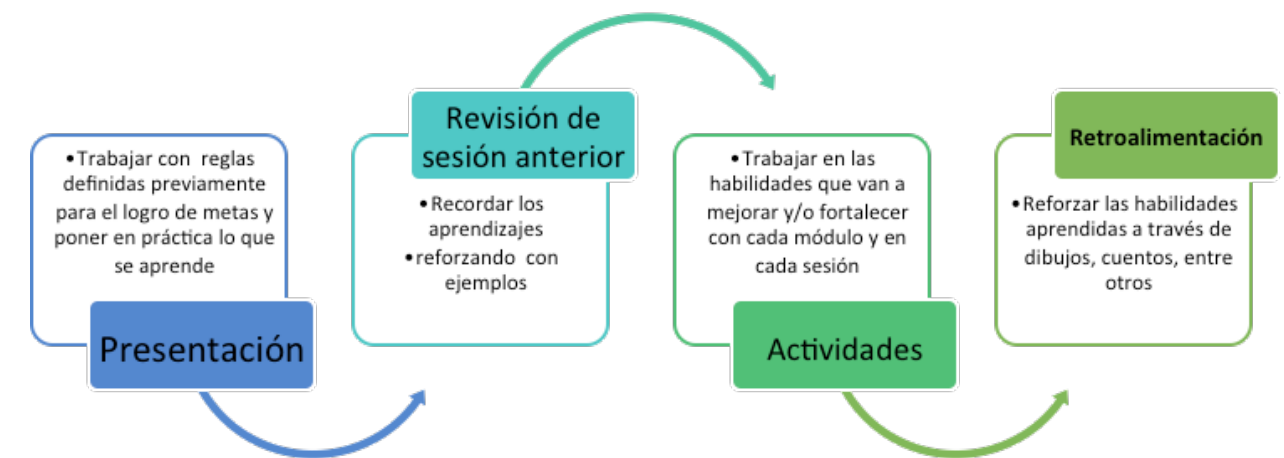 •Trabajar con reglas
definidas previamente
para el logro de metas y
poner en práctica lo que
se aprende
Presentación
Revisión de
sesión anterior
•Recordar los
aprendizajes
•reforzando con
ejemplos
•Trabajar en las
habilidades que van a
mejorar y/o fortalecer
con cada módulo y en
cada sesión
Actividades
Retroalimentación
•Reforzar las habilidades
aprendidas a través de
dibujos, cuentos, entre
otros